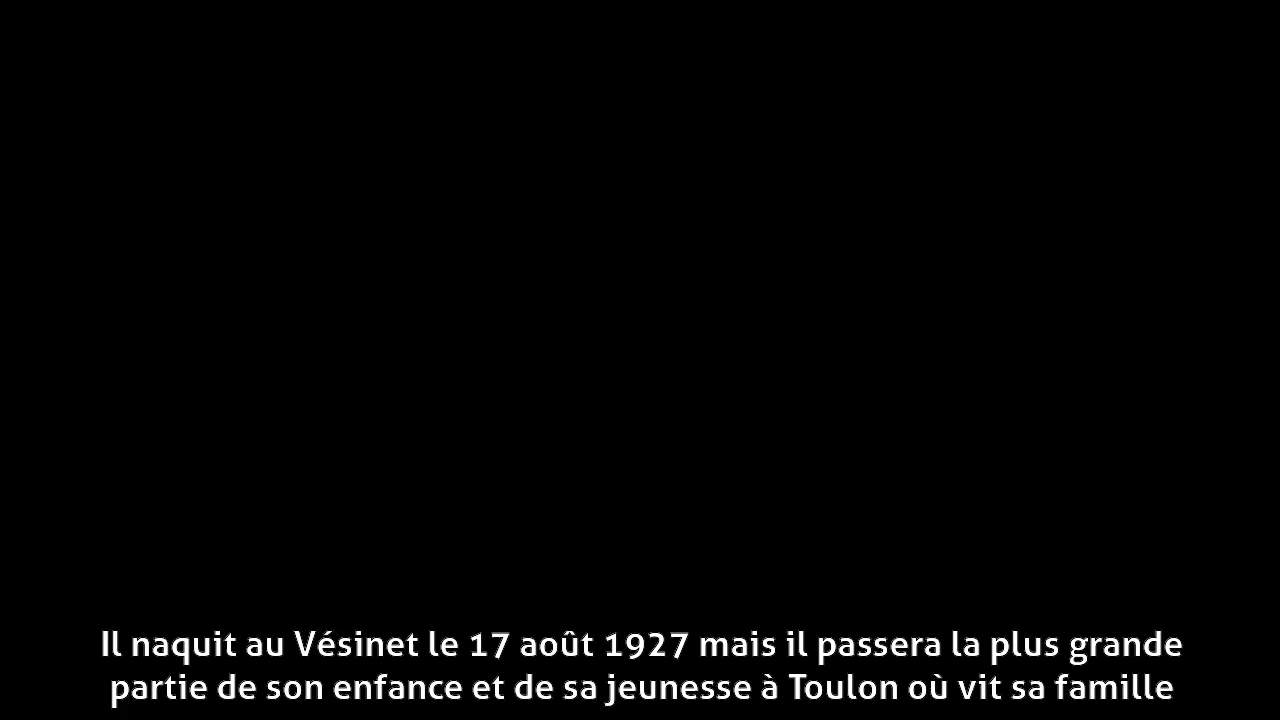 Il naquit au Vésinet le 17 août 1927 mais il passera la plus grande
partie de son enfance et de sa jeunesse à Toulon où vit sa famille